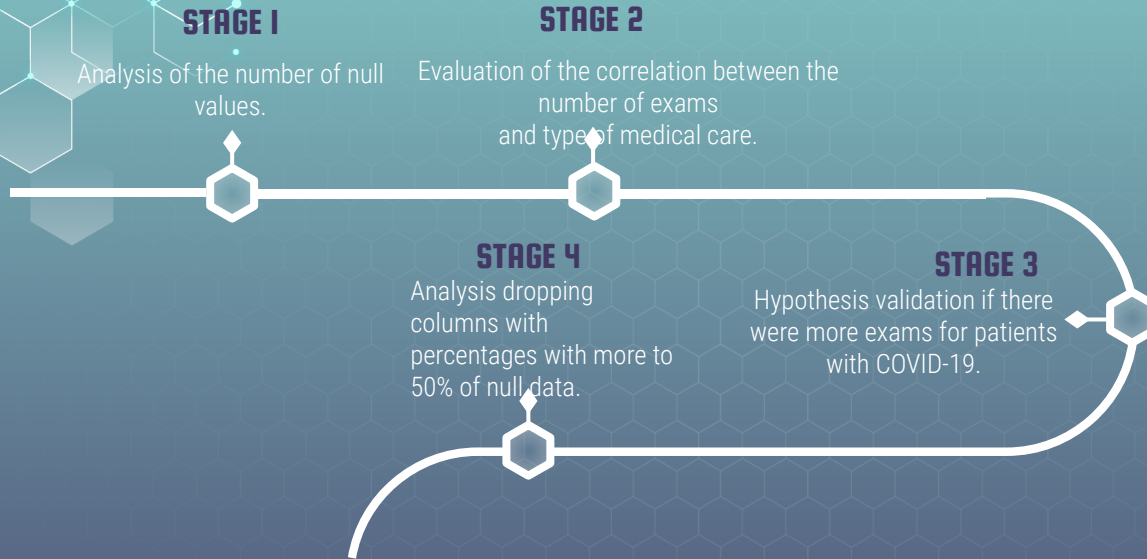 STAGE 1
Analysis of the number of null
values.
STAGE 2
Evaluation of the correlation between the
number of exams
and type of medical care.
STAGE 3
Hypothesis validation if there
were more exams for patients
with COVID-19.
STAGE 4
Analysis dropping
columns with
percentages with more to
50% of null data.